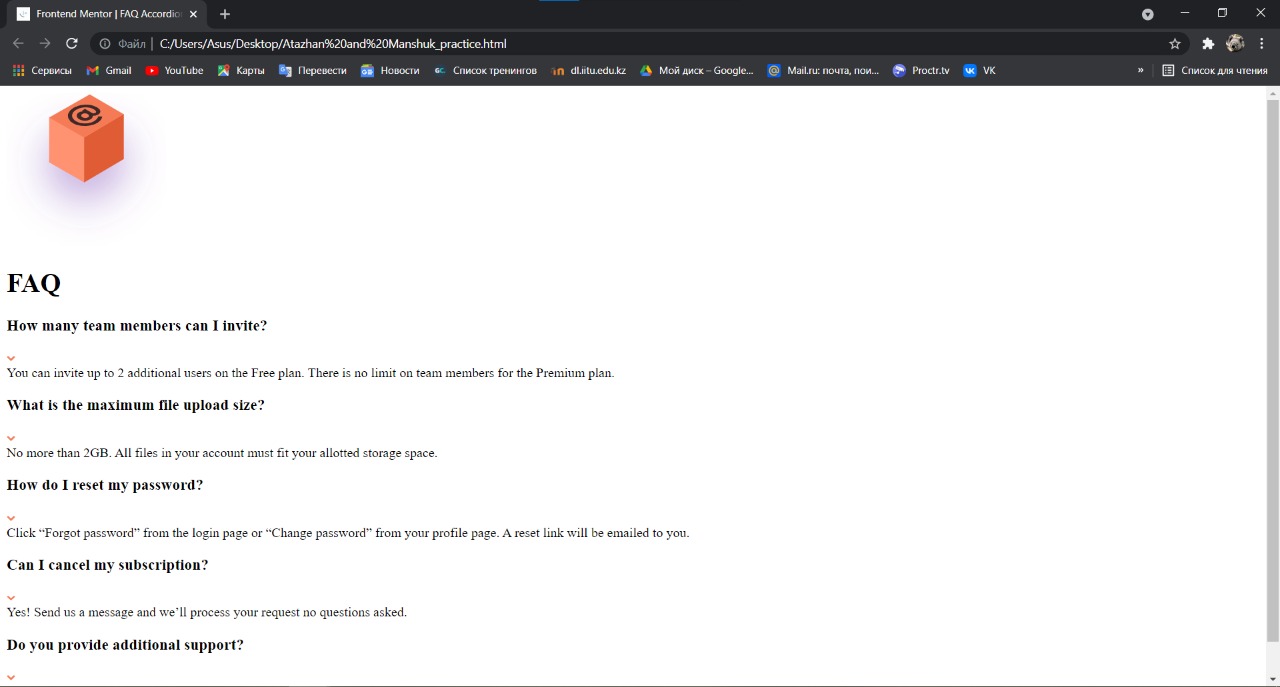 Frontend Mentor | FAQ Accordio
Файл | C:/Users/Asus/Desktop/Atazhan%20and%20Manshuk_practice.html
Сервисы Gmail YouTube Карты Перевести Новости Список тренингов dl.iitu.edu.kz Мой диск – Google... Mail.ru: почта, пои... Proctr.tv VK » Список для чтения
@
FAQ
How many team members can I invite?
You can invite up to 2 additional users on the Free plan. There is no limit on team members for the Premium plan.
What is the maximum file upload size?
No more than 2GB. All files in your account must fit your allotted storage space.
How do I reset my password?
Click “Forgot password” from the login page or “Change password” from your profile page. A reset link will be emailed to you.
Can I cancel my subscription?
Yes! Send us a message and we’ll process your request no questions asked.
Do you provide additional support?